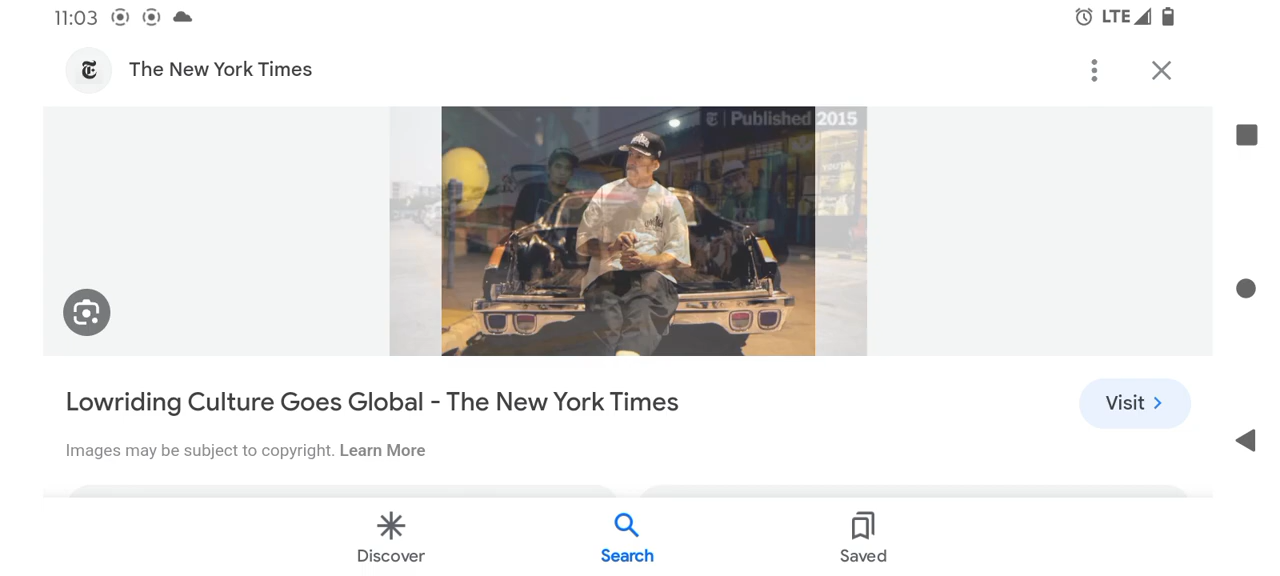 11:03 LTE
The New York Times
Published 2015
Lowriding Culture Goes Global - The New York Times
Visit
Images may be subject to copyright. Learn More
Discover Search Saved